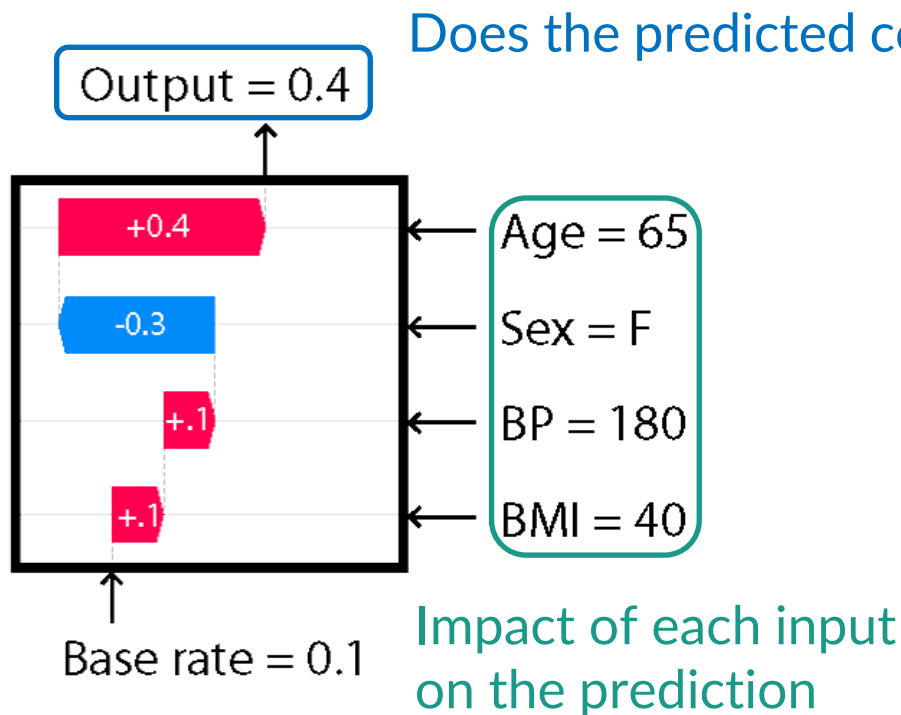 Does the predicted
Output = 0.4
+0.4
Age = 65
-0.3
Sex = F
+.1
BP = 180
+.1
BMI = 40
Base rate = 0.1
Impact of each input
on the prediction